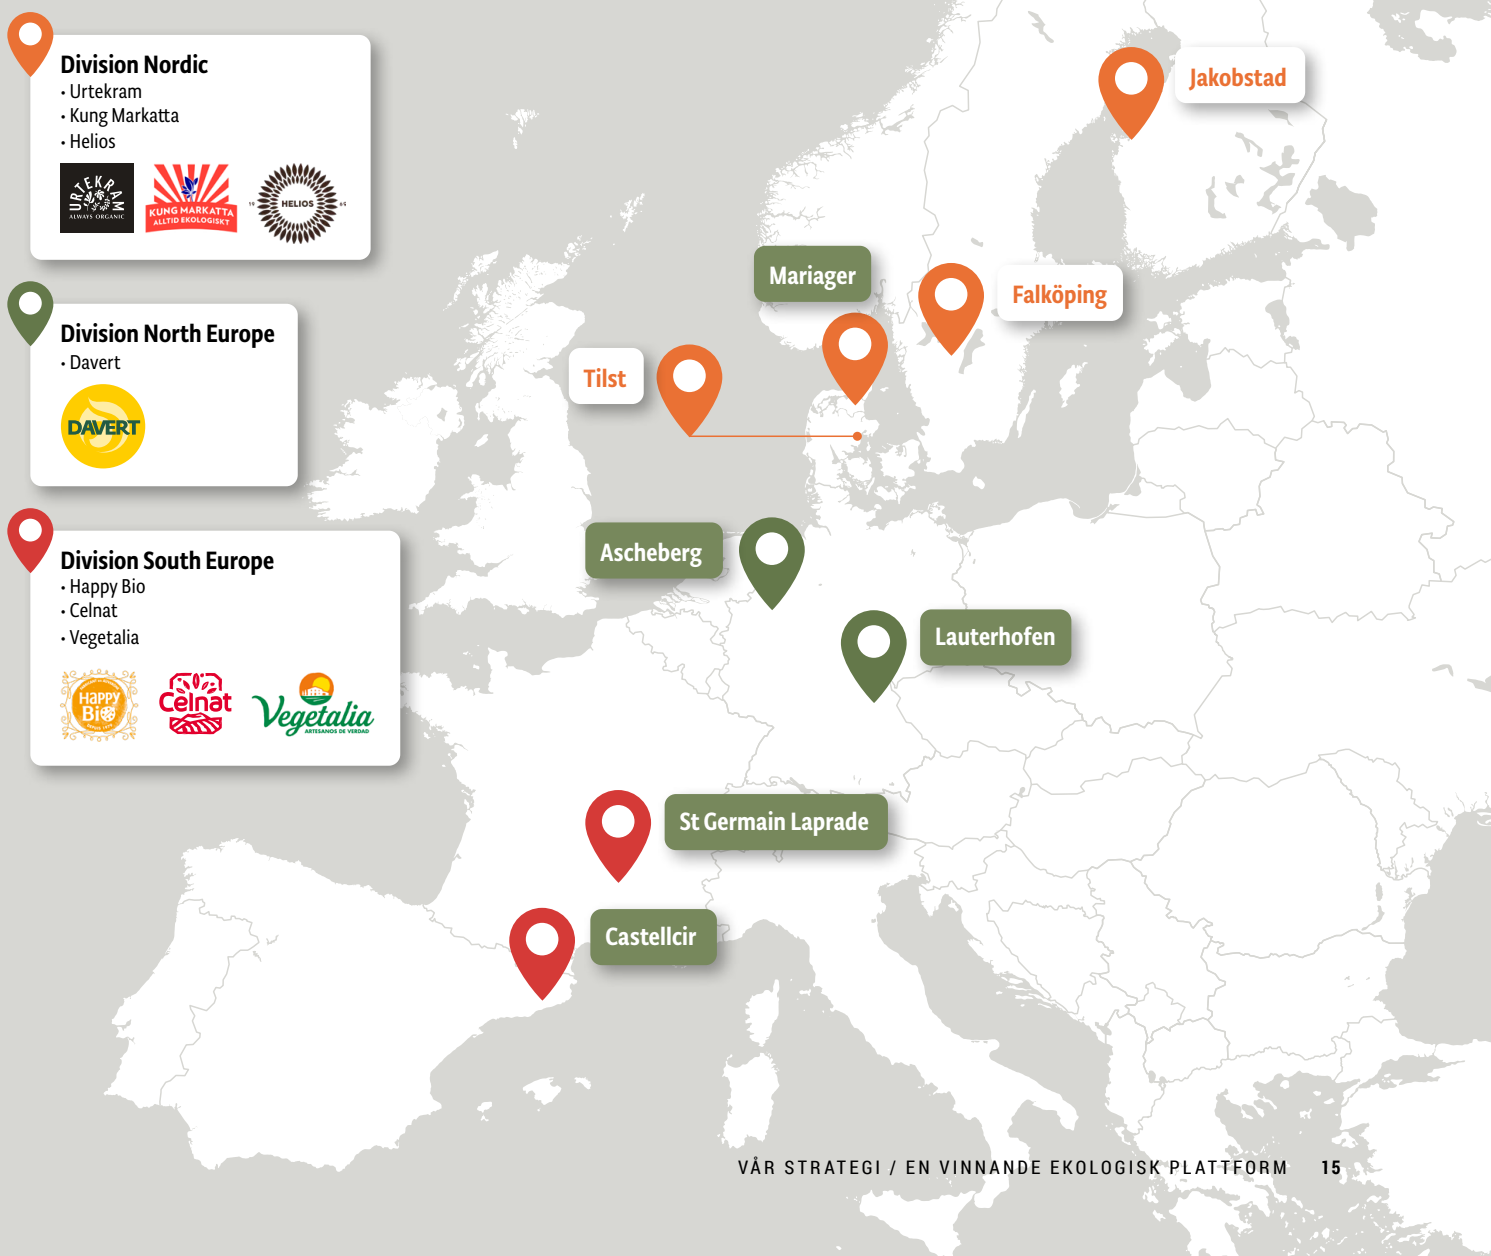 Division Nordic
• Urtekram
• Kung Markatta
• Helios
URTEKRAM
ALWAYS ORGANIC
KUNG MARKATTA
ALLTID EKOLOGISKT
19 HELIOS 69
Division North Europe
• Davert
DAVERT
Division South Europe
• Happy Bio
• Celnat
• Vegetalia
HAPPY
BiO
Celnat
Vegetalia
ARTESANOS DE VERDAD
Jakobstad
Mariager
Falköping
Tilst
Ascheberg
Lauterhofen
St Germain Laprade
Castellcir
VÅR STRATEGI / EN VINNANDE EKOLOGISK PLATTFORM 15